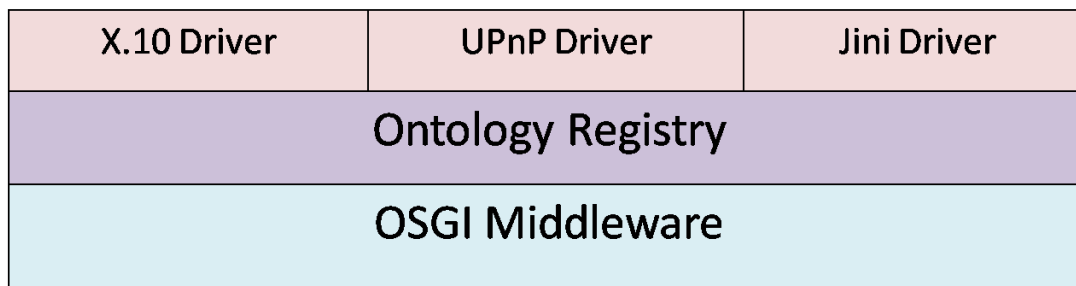 X.10 Driver
UPnP Driver
Jini Driver
Ontology Registry
OSGI Middleware